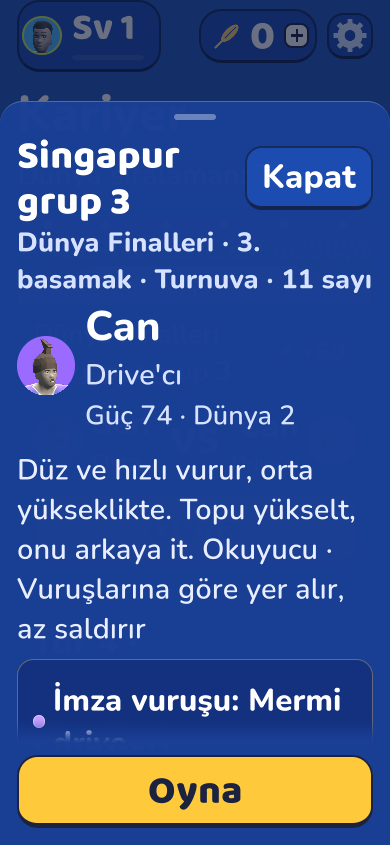 Sv 1
0
Kariyer
Singapur
grup 3
Kapat
Dünya Finalleri · 3.
basamak · Turnuva · 11 sayı
Can
Drive'cı
Güç 74 · Dünya 2
Düz ve hızlı vurur, orta
yükseklikte. Topu yükselt,
onu arkaya it. Okuyucu ·
Vuruşlarına göre yer alır,
az saldırır
İmza vuruşu: Mermi
drive
Oyna